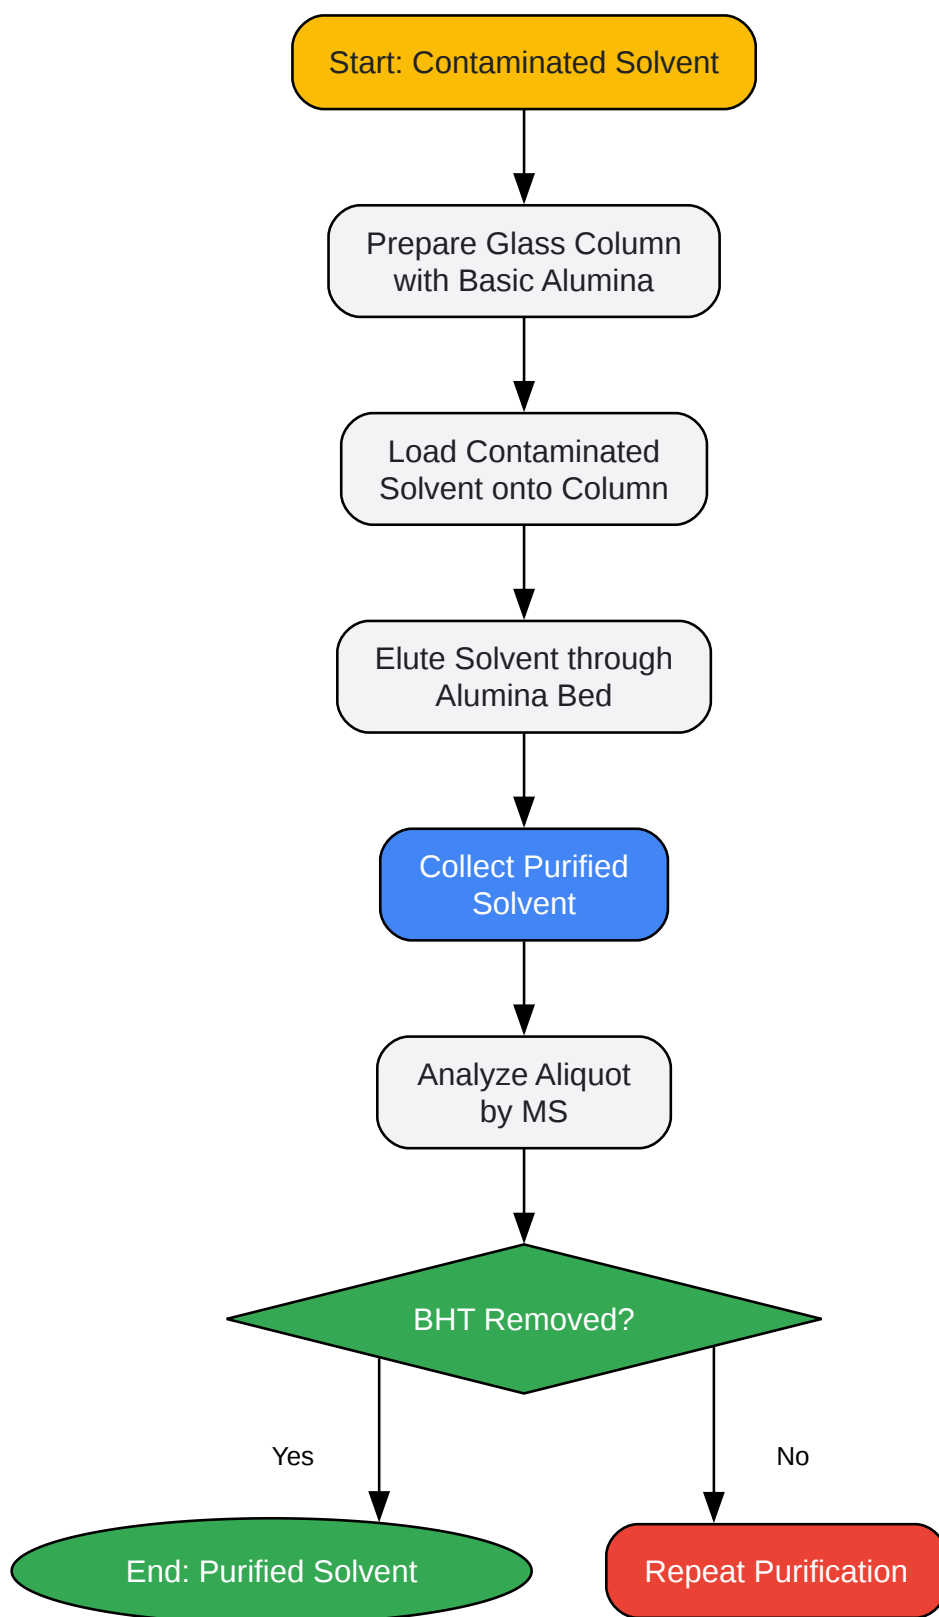 Start: Contaminated Solvent
Prepare Glass Column
with Basic Alumina
Load Contaminated
Solvent onto Column
Elute Solvent through
Alumina Bed
Collect Purified
Solvent
Analyze Aliquot
by MS
BHT Removed?
Yes
No
End: Purified Solvent
Repeat Purification